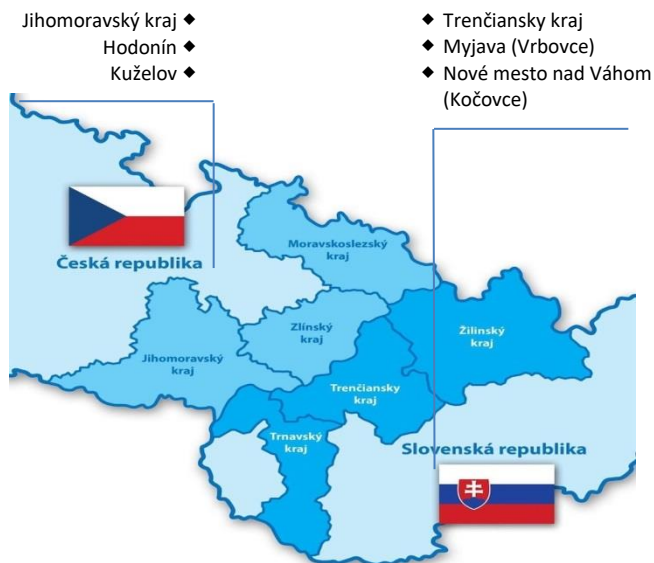 Jihomoravský kraj ◆
Hodonín ◆
Kuželov ◆
◆ Trenčiansky kraj
◆ Myjava (Vrbovce)
◆ Nové mesto nad Váhom
(Kočovce)
Moravskoslezský
kraj
Česká republika
Zlínský
kraj
Žilinský
kraj
Jihomoravský
kraj
Trenčiansky
kraj
Trnavský
kraj
Slovenská republika